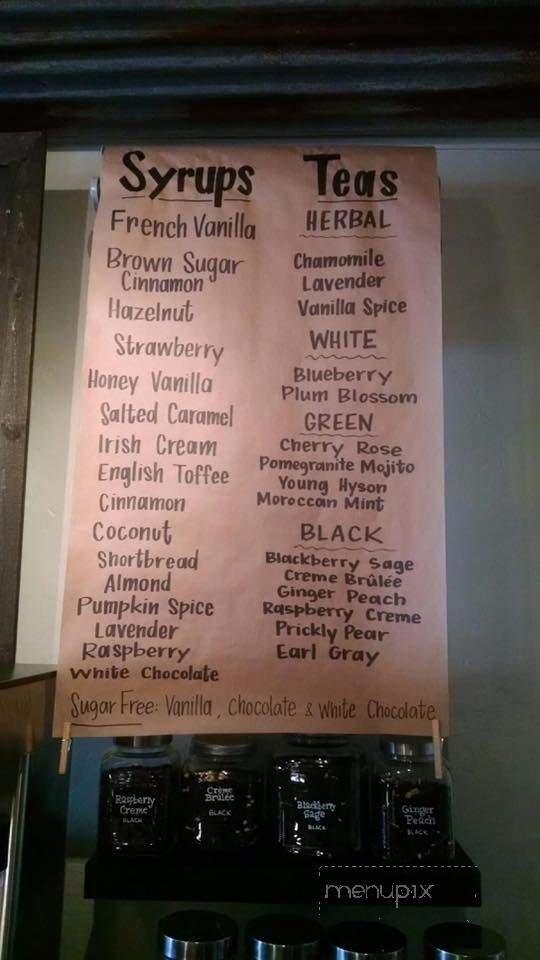 Syrups
French Vanilla
Brown Sugar
Cinnamon
Hazelnut
Strawberry
Honey Vanilla
Salted Caramel
Irish Cream
English Toffee
Cinnamon
Coconut
Shortbread
Almond
Pumpkin Spice
Lavender
Raspberry
White Chocolate
Teas
HERBAL
Chamomile
Lavender
Vanilla Spice
WHITE
Blueberry
Plum Blossom
GREEN
Cherry Rose
Pomegranite Mojito
Young Hyson
Moroccan Mint
BLACK
Blackberry Sage
Creme Brûlée
Ginger Peach
Raspberry Creme
Prickly Pear
Earl Gray
Sugar Free: Vanilla, Chocolate & White Chocolate
Raspberry
Creme
BLACK
Crème
Brulée
BLACK
Blackberry
Sage
BLACK
Ginger
Peach
BLACK
menupix